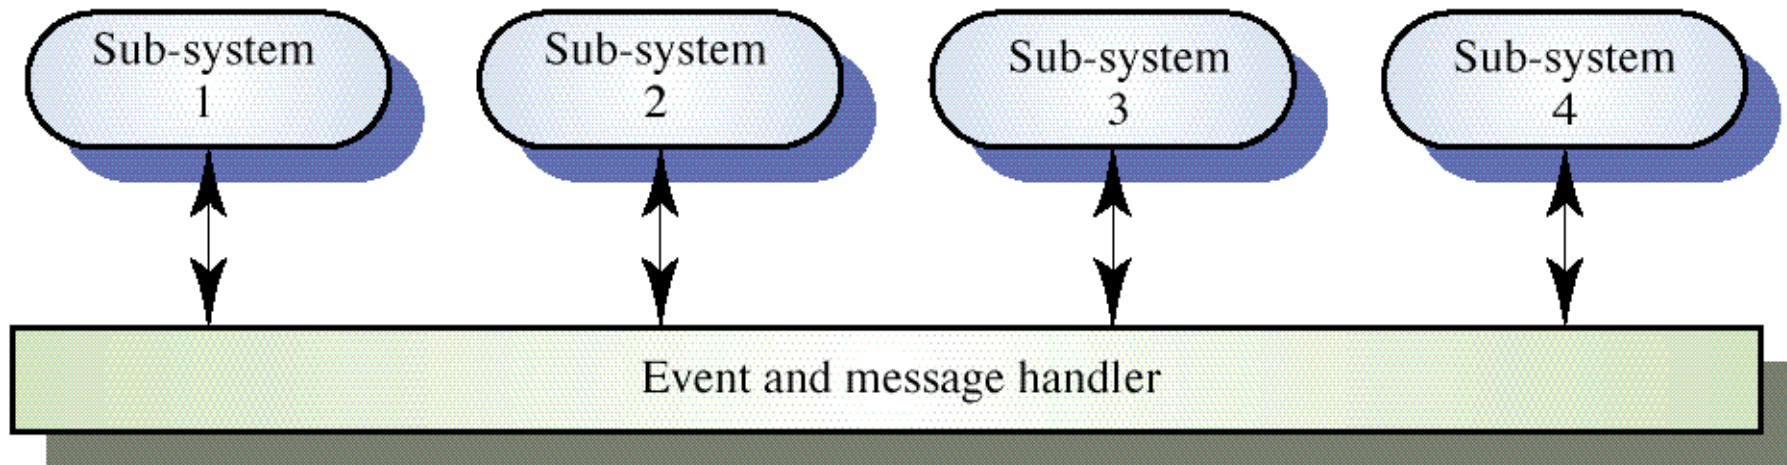 Sub-system
1
Sub-system
2
Sub-system
3
Sub-system
4
Event and message handler